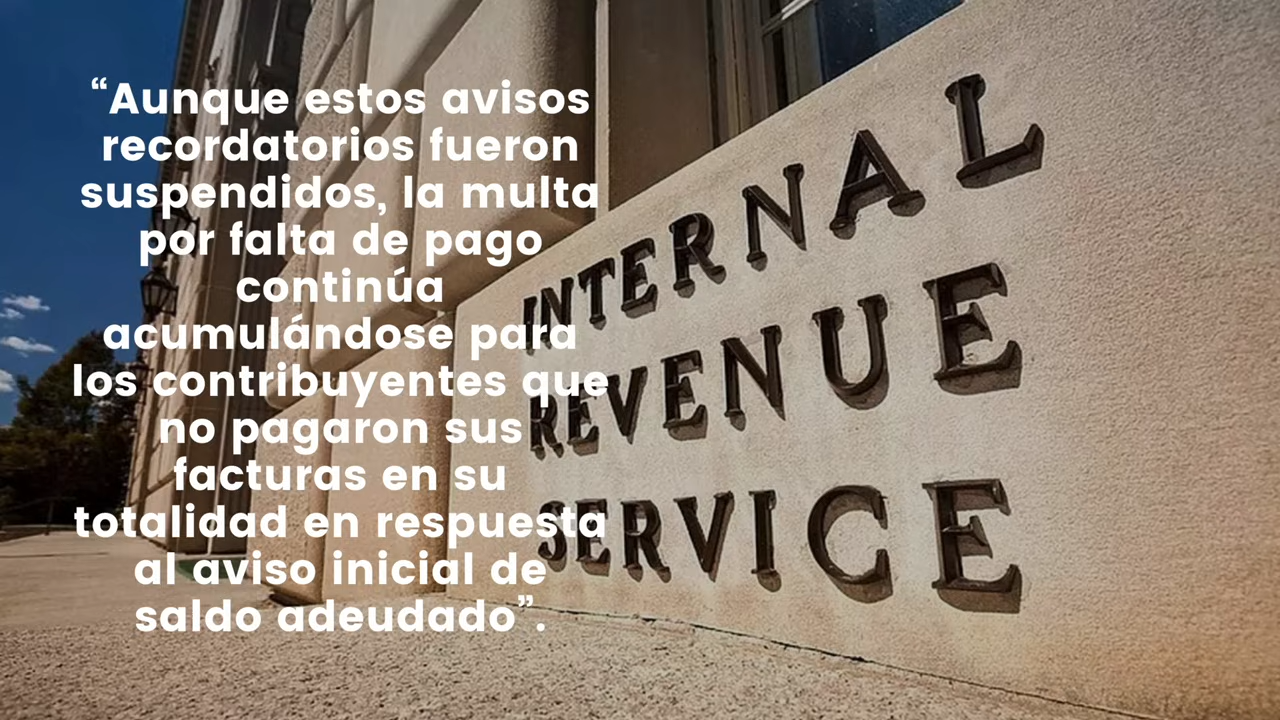 “Aunque estos avisos
recordatorios fueron
suspendidos, la multa
por falta de pago
continúa
acumulándose para
los contribuyentes que
no pagaron sus
facturas en su
totalidad en respuesta
al aviso inicial de
saldo adeudado”.
INTERNAL
REVENUE
SERVICE